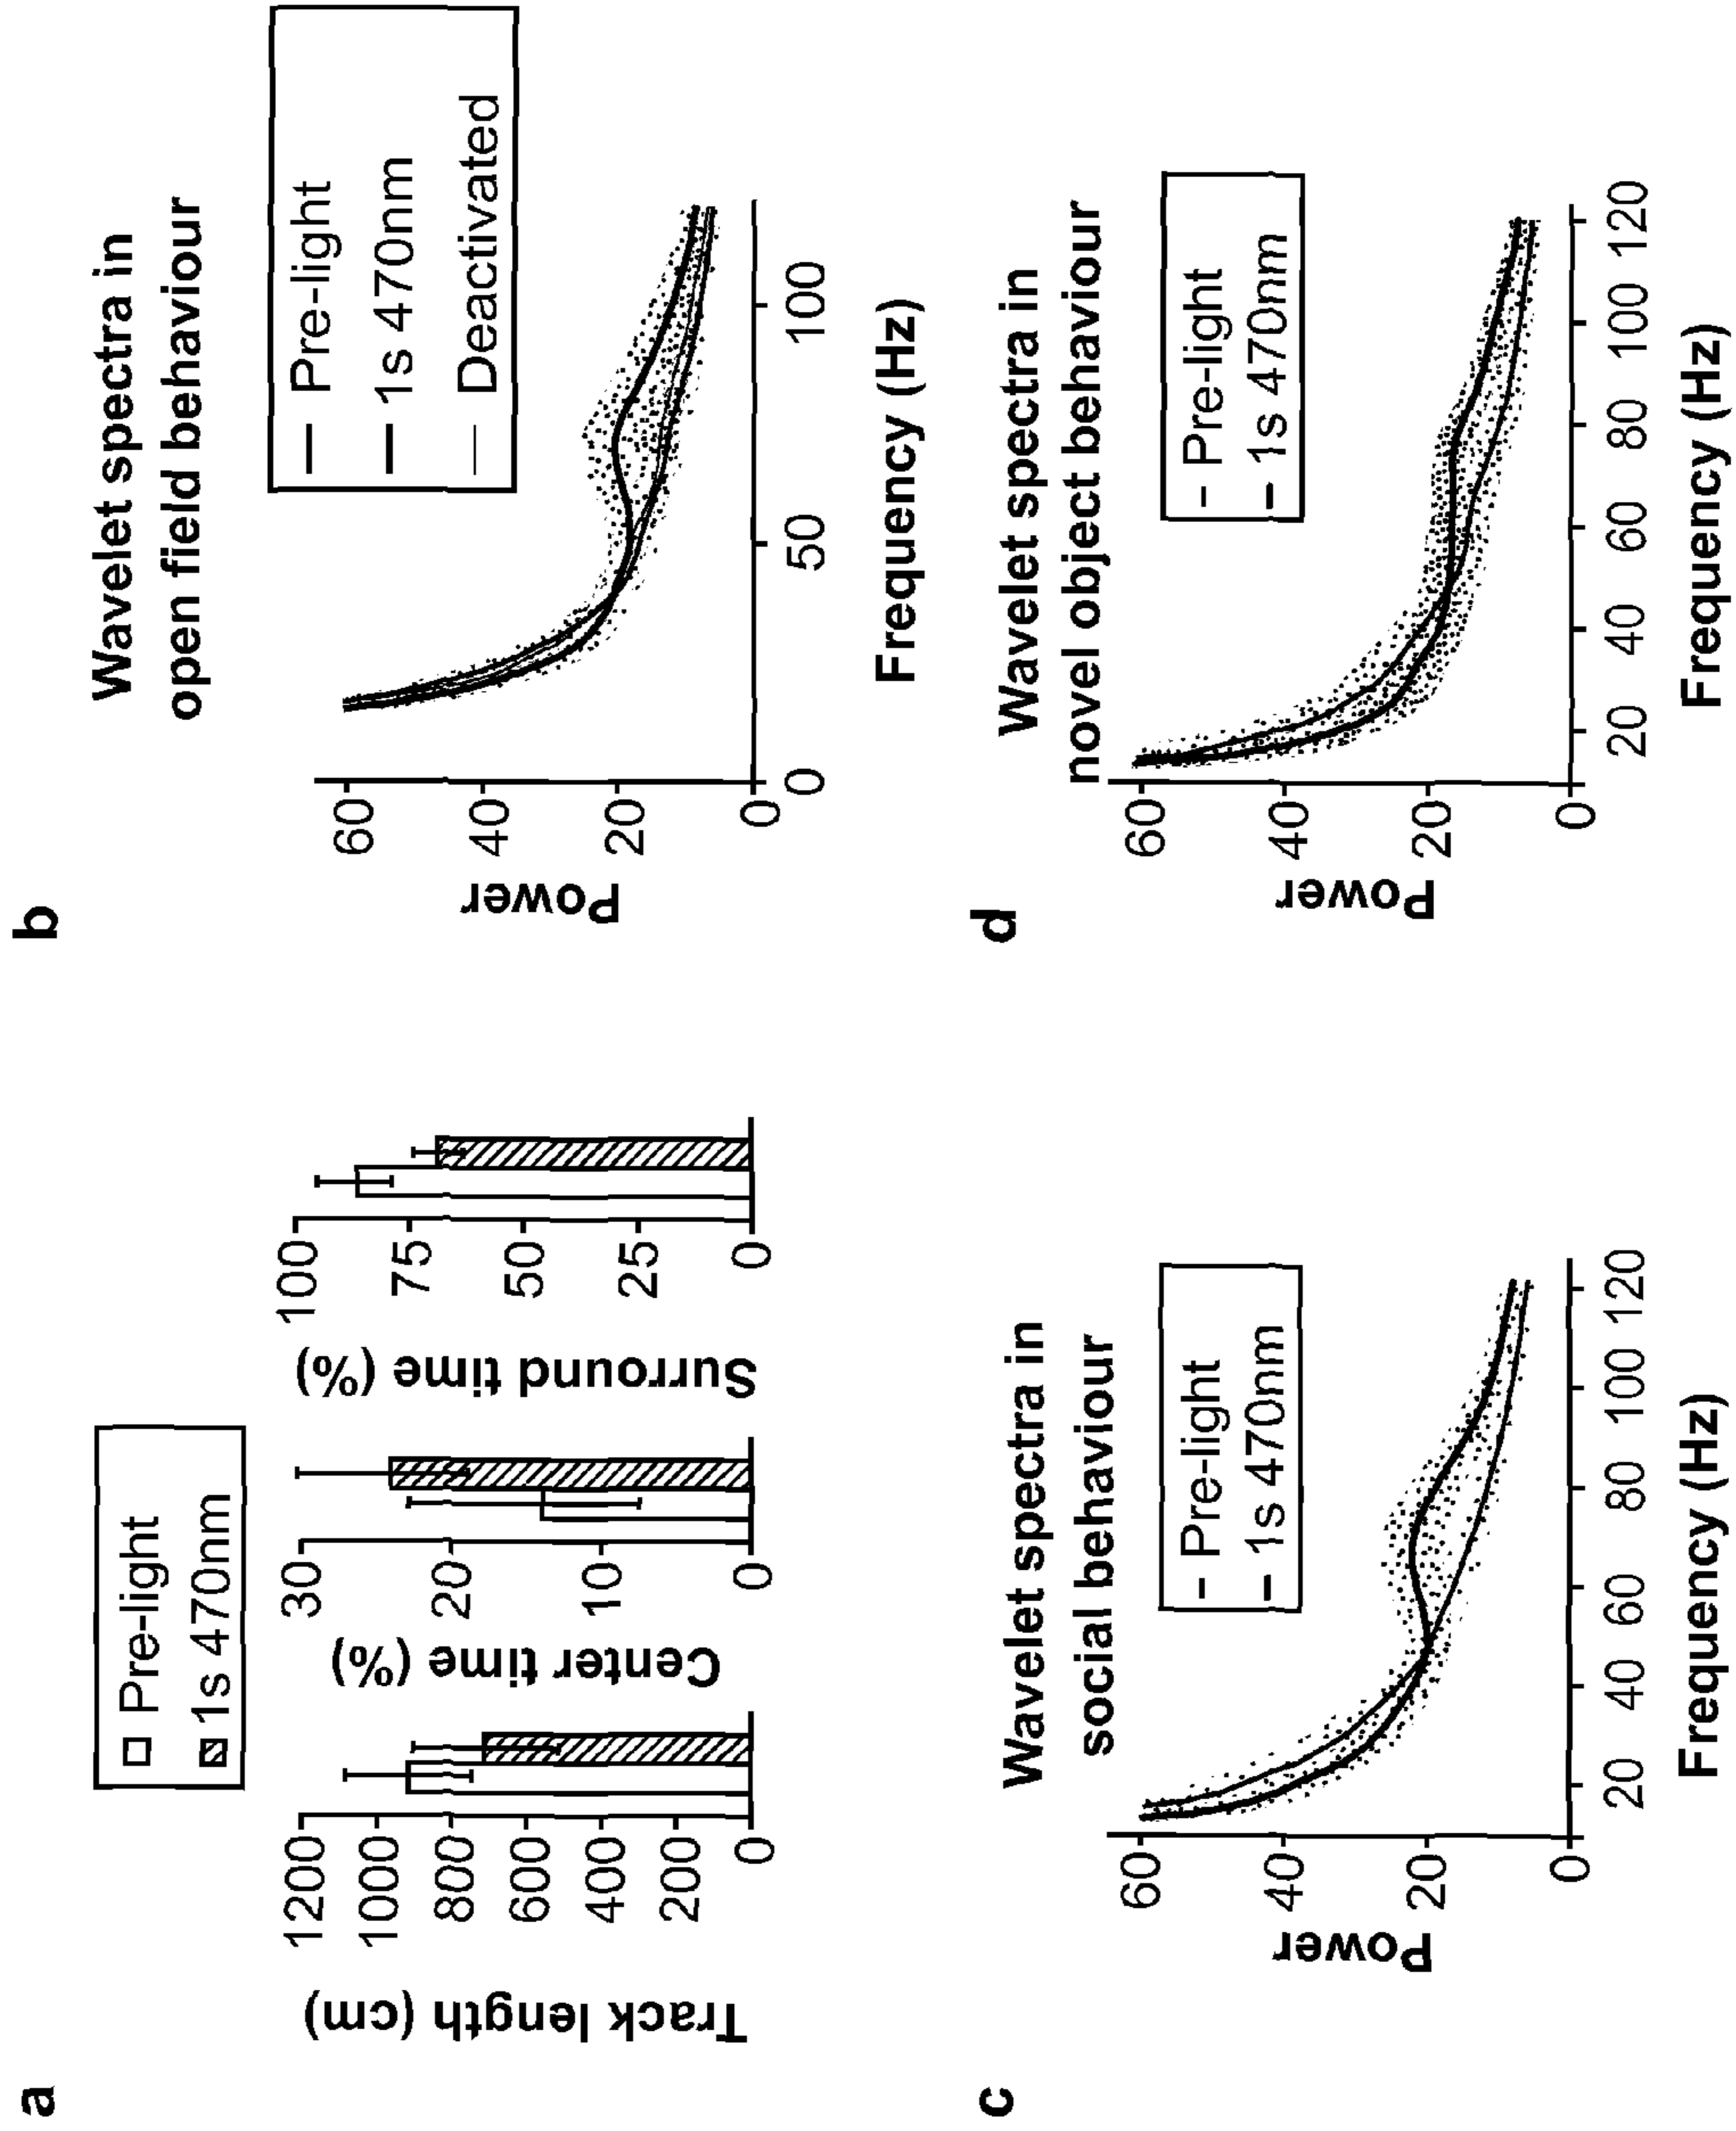 a
Pre-light
1s 470nm
Track length (cm)
1200
1000
800
600
400
200
0
Center time (%)
30
20
10
0
Surround time (%)
100
75
50
25
0
b
Wavelet spectra in
open field behaviour
Pre-light
1s 470nm
Deactivated
Power
60
40
20
0
0 50 100
Frequency (Hz)
c
Wavelet spectra in
social behaviour
Pre-light
1s 470nm
Power
60
40
20
0
20 40 60 80 100 120
Frequency (Hz)
d
Wavelet spectra in
novel object behaviour
Pre-light
1s 470nm
Power
60
40
20
0
20 40 60 80 100 120
Frequency (Hz)